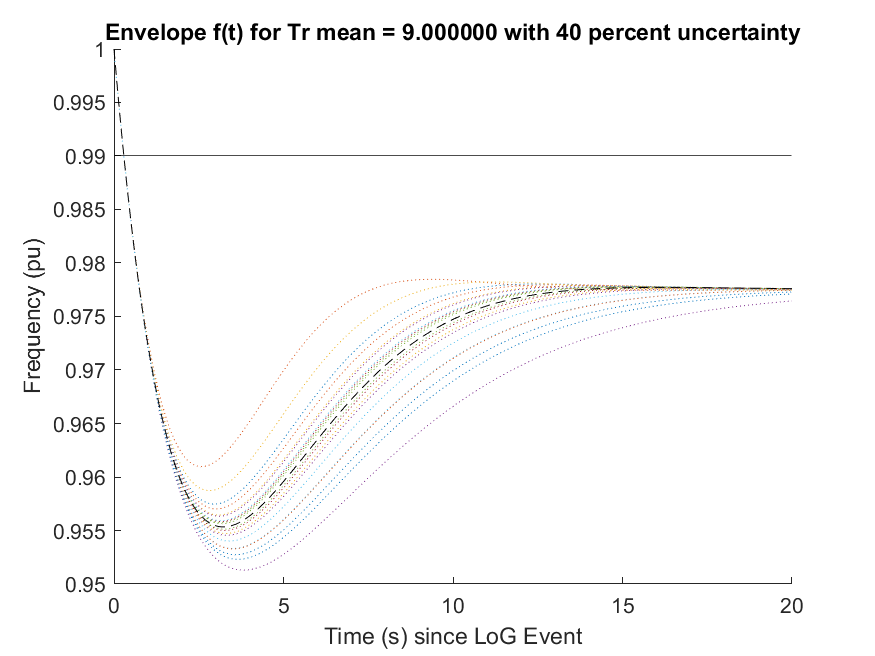 Envelope f(t) for Tr mean = 9.000000 with 40 percent uncertainty
1
0.995
0.99
0.985
0.98
0.975
0.97
0.965
0.96
0.955
0.95
Frequency (pu)
0 5 10 15 20
Time (s) since LoG Event